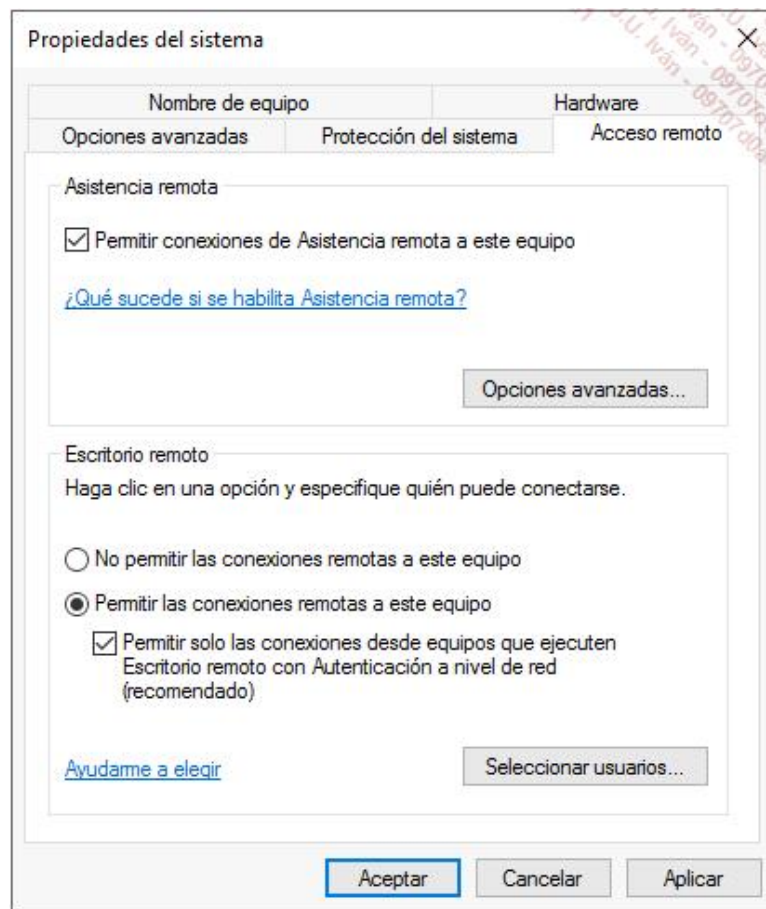 Propiedades del sistema
Nombre de equipo
Hardware
Opciones avanzadas
Protección del sistema
Acceso remoto
Asistencia remota
Permitir conexiones de Asistencia remota a este equipo
¿Qué sucede si se habilita Asistencia remota?
Opciones avanzadas...
Escritorio remoto
Haga clic en una opción y especifique quién puede conectarse.
No permitir las conexiones remotas a este equipo
Permitir las conexiones remotas a este equipo
Permitir solo las conexiones desde equipos que ejecuten
Escritorio remoto con Autenticación a nivel de red
(recomendado)
Ayudarme a elegir
Seleccionar usuarios...
Aceptar
Cancelar
Aplicar